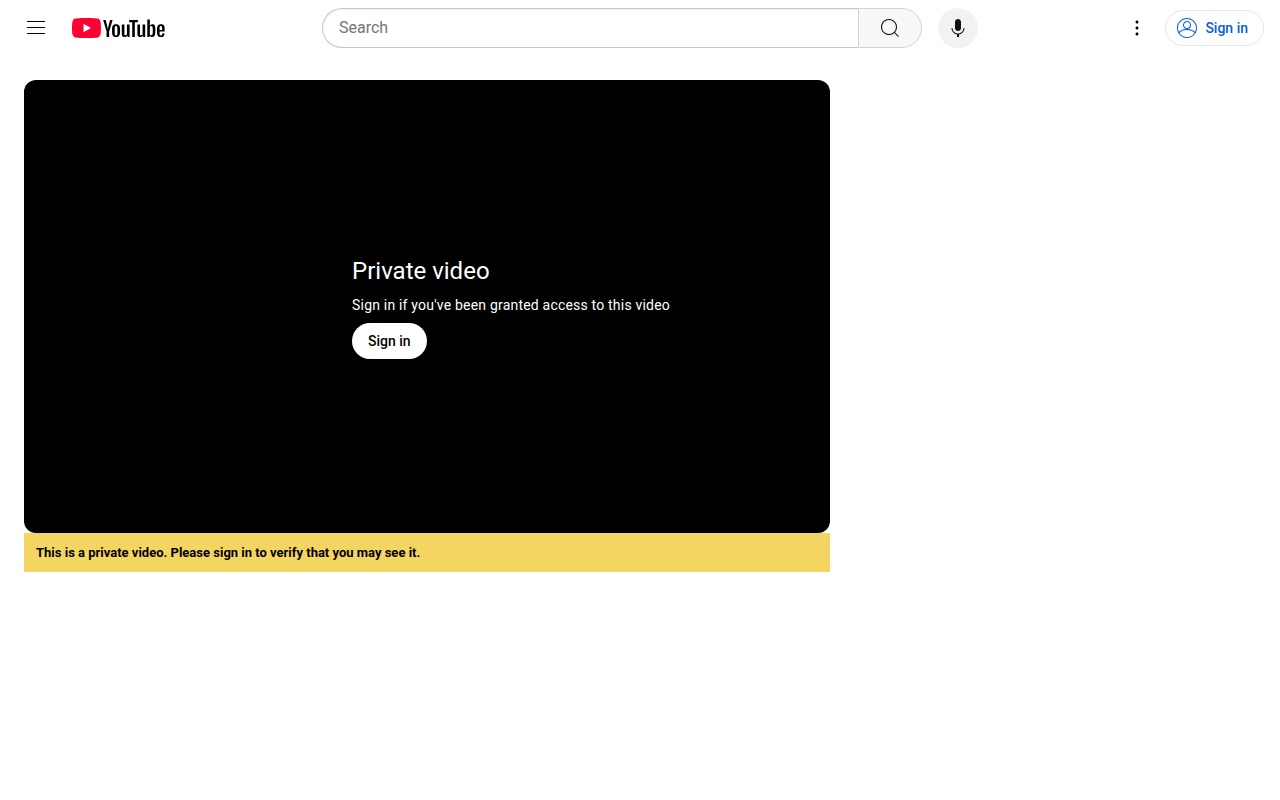 YouTube
Search
Sign in
Private video
Sign in if you've been granted access to this video
Sign in
This is a private video. Please sign in to verify that you may see it.